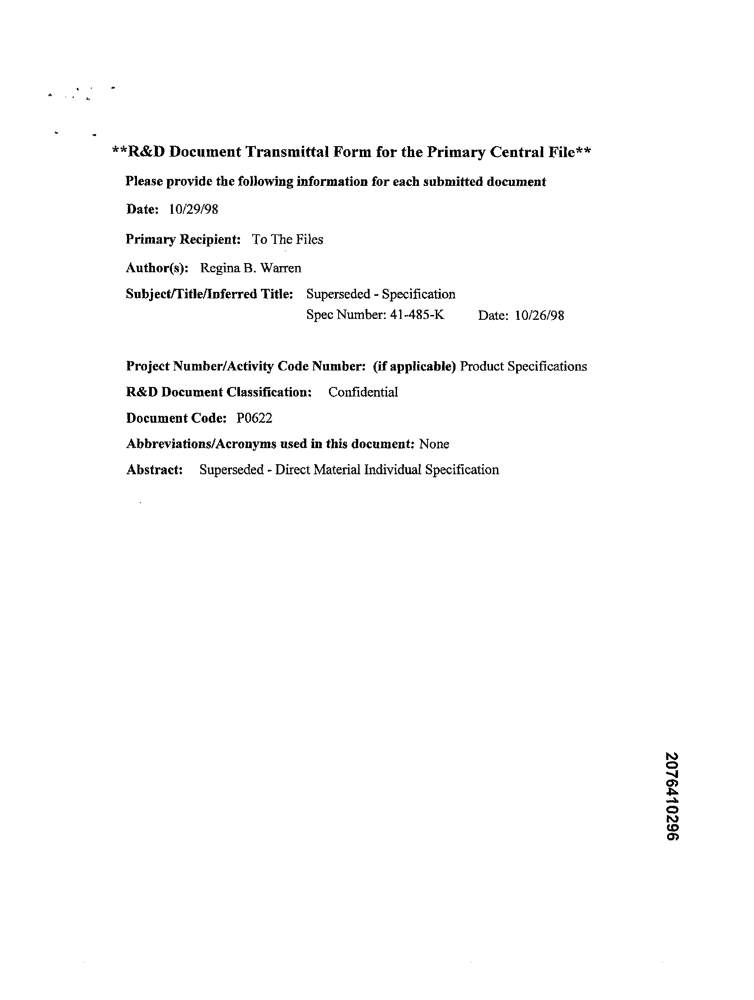 **R&D Document Transmittal Form for the Primary Central File**
Please provide the following information for each submitted document
Date: 10/29/98
Primary Recipient: To The Files
Author(s): Regina B. Warren
Subject/Title/Inferred Title: Superseded - Specification
Spec Number: 41-485-K Date: 10/26/98
Project Number/Activity Code Number: (if applicable) Product Specifications
R&D Document Classification: Confidential
Document Code: P0622
Abbreviations/Acronyms used in this document: None
Abstract: Superseded - Direct Material Individual Specification
2076410296